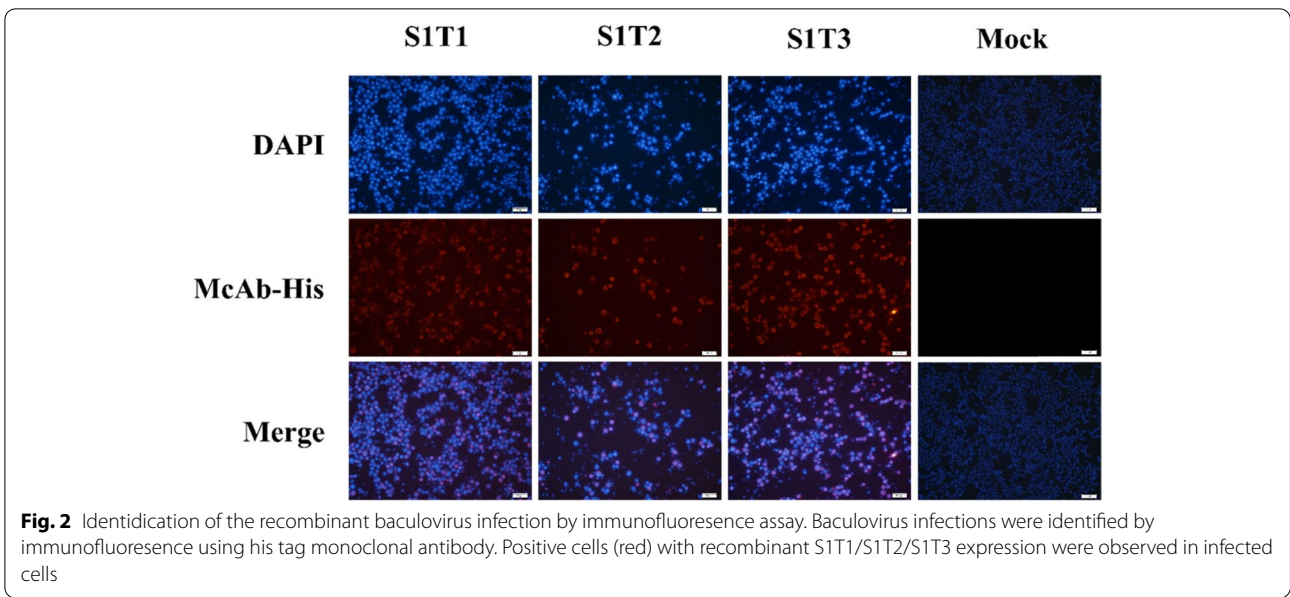 S1T1 S1T2 S1T3 Mock
DAPI
McAb-His
Merge
Fig. 2 Identidication of the recombinant baculovirus infection by immunofluoresence assay. Baculovirus infections were identified by
immunofluoresence using his tag monoclonal antibody. Positive cells (red) with recombinant S1T1/S1T2/S1T3 expression were observed in infected
cells